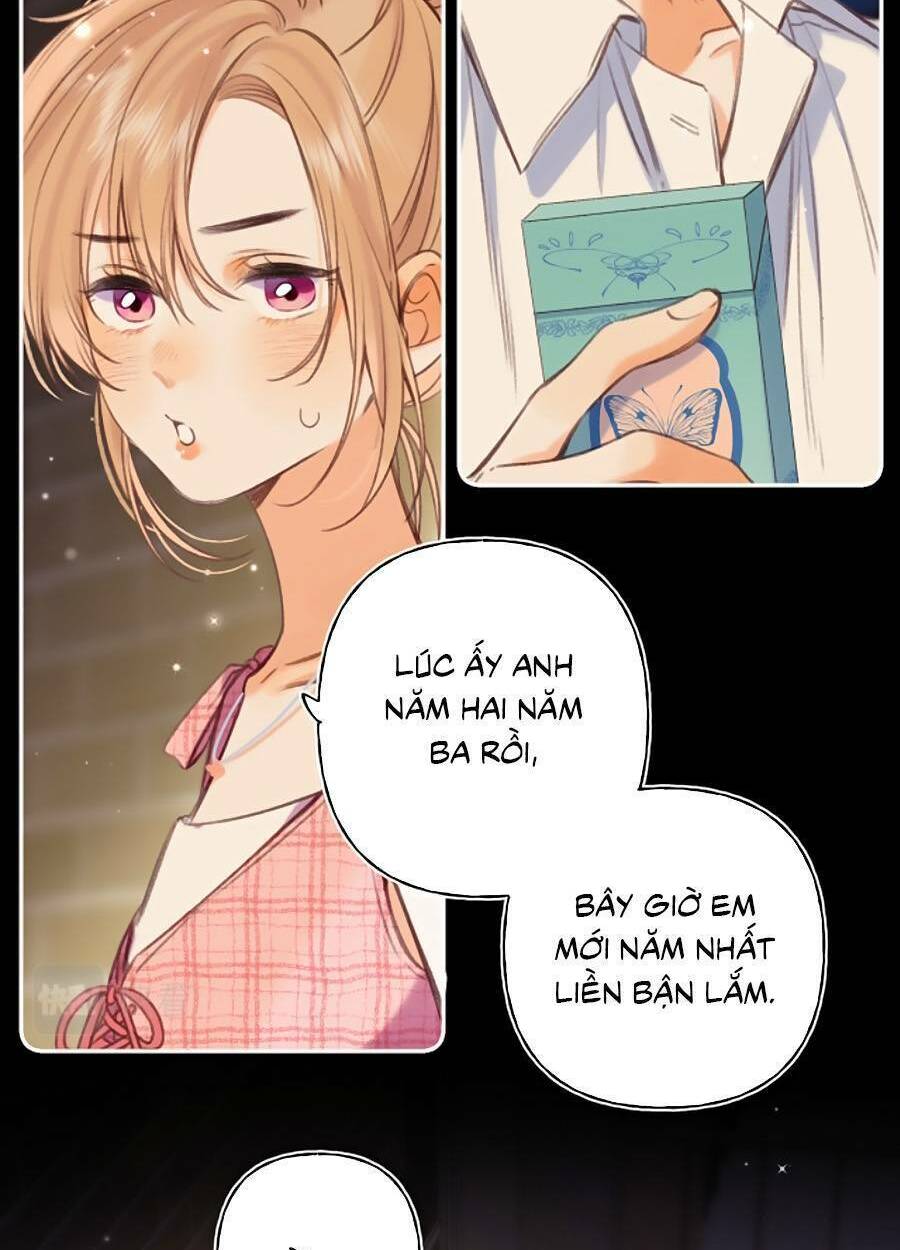 LÚC ẤY ANH
NĂM HAI NĂM
BA RỒI,
BÂY GIỜ EM
MỚI NĂM NHẤT
LIỀN BẬN LẮM.